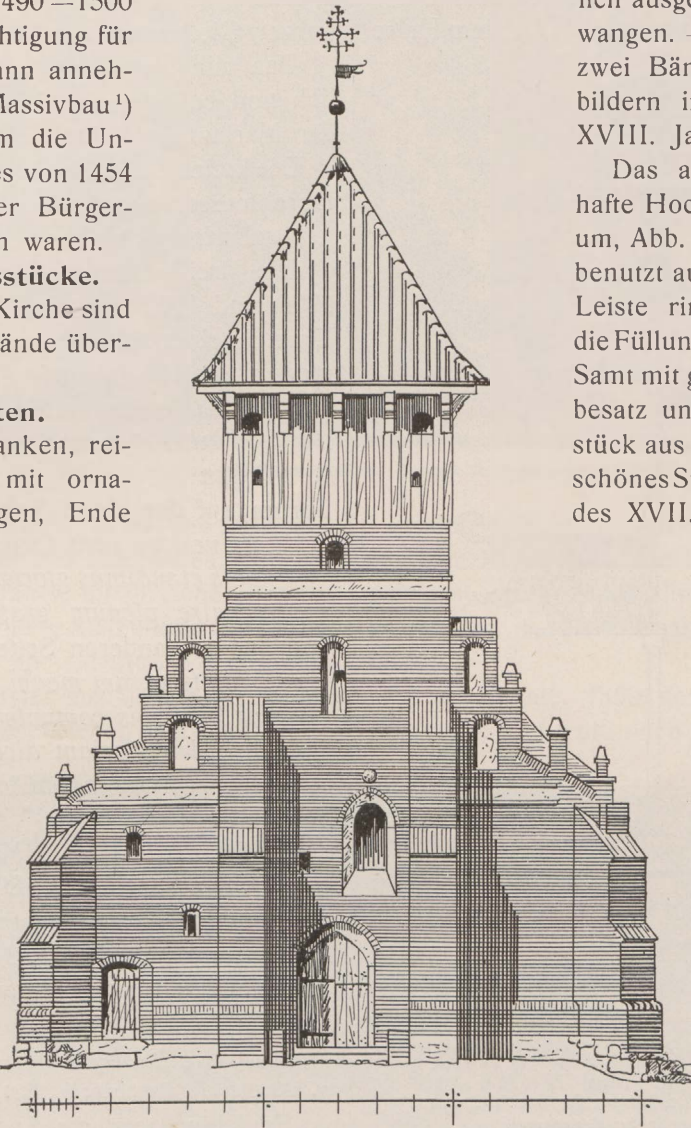 490—1500
htigung für
ann anneh-
Massivbau¹)
m die Un-
es von 1454
er Bürger-
n waren.
sstücke.
Kirche sind
ände über-
ten.
anken, rei-
mit orna-
gen, Ende
nen ausge
wangen. —
zwei Bän
bildern i
XVIII. Ja
Das a
hafte Hoc
um, Abb.
benutzt au
Leiste rin
die Füllun
Samt mit g
besatz un
stück aus
schönes S
des XVII.